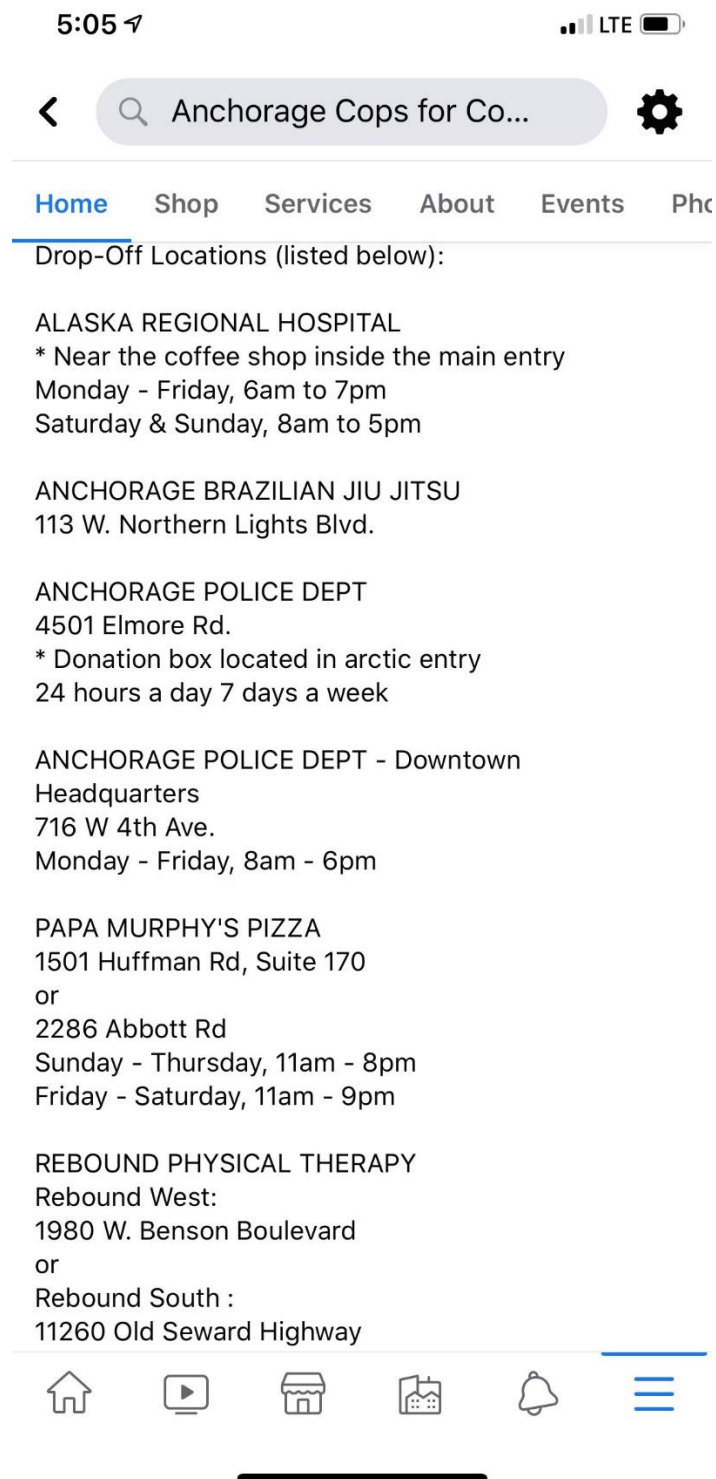 5:05
LTE
Anchorage Cops for Co...
Home Shop Services About Events Pho
Drop-Off Locations (listed below):
ALASKA REGIONAL HOSPITAL
* Near the coffee shop inside the main entry
Monday - Friday, 6am to 7pm
Saturday & Sunday, 8am to 5pm
ANCHORAGE BRAZILIAN JIU JITSU
113 W. Northern Lights Blvd.
ANCHORAGE POLICE DEPT
4501 Elmore Rd.
* Donation box located in arctic entry
24 hours a day 7 days a week
ANCHORAGE POLICE DEPT - Downtown
Headquarters
716 W 4th Ave.
Monday - Friday, 8am - 6pm
PAPA MURPHY'S PIZZA
1501 Huffman Rd, Suite 170
or
2286 Abbott Rd
Sunday - Thursday, 11am - 8pm
Friday - Saturday, 11am - 9pm
REBOUND PHYSICAL THERAPY
Rebound West:
1980 W. Benson Boulevard
or
Rebound South :
11260 Old Seward Highway